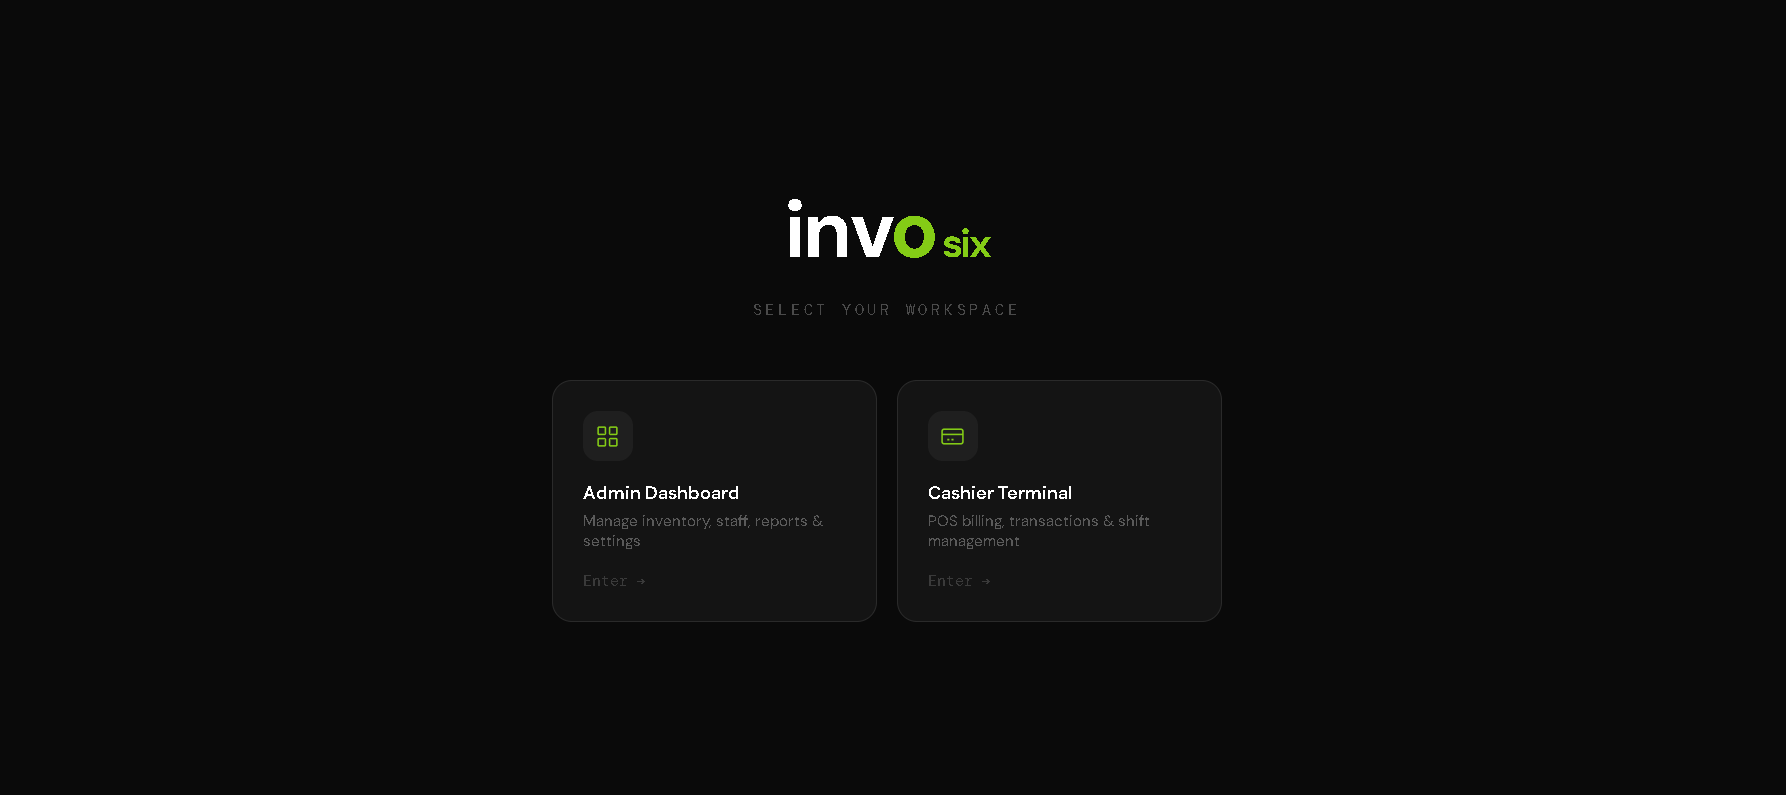 invo six
SELECT YOUR WORKSPACE
Admin Dashboard
Manage inventory, staff, reports &
settings
Enter →
Cashier Terminal
POS billing, transactions & shift
management
Enter →